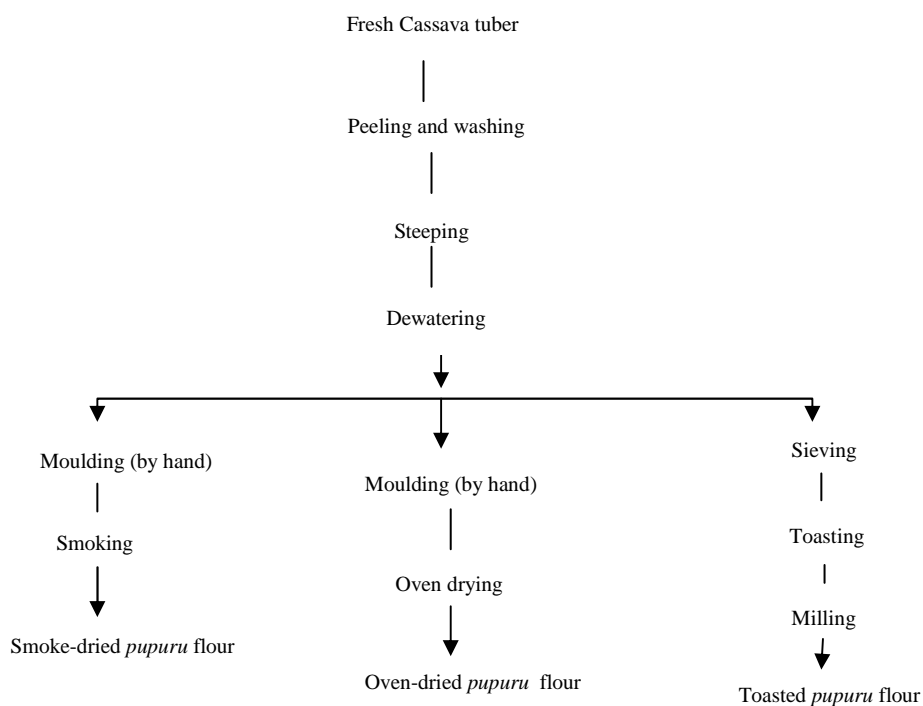 Fresh Cassava tuber
Peeling and washing
Steeping
Dewatering
Moulding (by hand)
Smoking
Smoke-dried pupuru flour
Moulding (by hand)
Oven drying
Oven-dried pupuru flour
Sieving
Toasting
Milling
Toasted pupuru flour